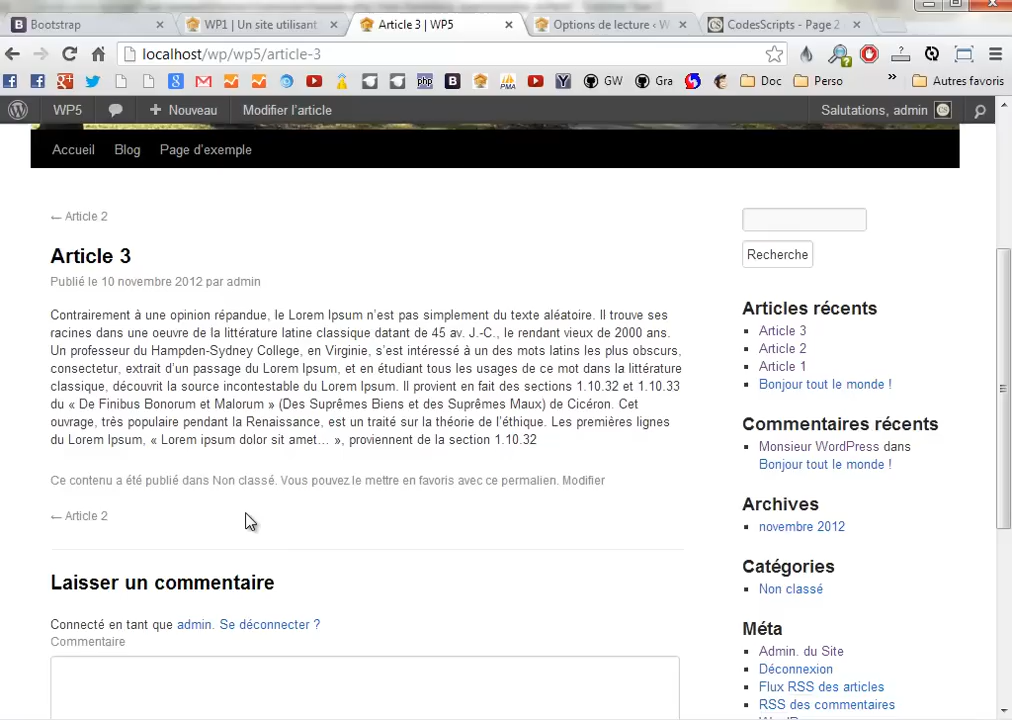 Bootstrap
WP1 | Un site utilisant
Article 3 | WP5
Options de lecture ‹ W
CodesScripts - Page 2
localhost/wp/wp5/article-3
GW
Gra
Doc
Perso
»
Autres favoris
WP5
Nouveau
Modifier l'article
Salutations, admin
Accueil
Blog
Page d'exemple
← Article 2
Article 3
Publié le 10 novembre 2012 par admin
Contrairement à une opinion répandue, le Lorem Ipsum n'est pas simplement du texte aléatoire. Il trouve ses
racines dans une oeuvre de la littérature latine classique datant de 45 av. J.-C., le rendant vieux de 2000 ans.
Un professeur du Hampden-Sydney College, en Virginie, s'est intéressé à un des mots latins les plus obscurs,
consectetur, extrait d'un passage du Lorem Ipsum, et en étudiant tous les usages de ce mot dans la littérature
classique, découvrit la source incontestable du Lorem Ipsum. Il provient en fait des sections 1.10.32 et 1.10.33
du « De Finibus Bonorum et Malorum » (Des Suprêmes Biens et des Suprêmes Maux) de Cicéron. Cet
ouvrage, très populaire pendant la Renaissance, est un traité sur la théorie de l'éthique. Les premières lignes
du Lorem Ipsum, « Lorem ipsum dolor sit amet… », proviennent de la section 1.10.32
Ce contenu a été publié dans Non classé. Vous pouvez le mettre en favoris avec ce permalien. Modifier
← Article 2
Laisser un commentaire
Connecté en tant que admin. Se déconnecter ?
Commentaire
Recherche
Articles récents
Article 3
Article 2
Article 1
Bonjour tout le monde !
Commentaires récents
Monsieur WordPress dans
Bonjour tout le monde !
Archives
novembre 2012
Catégories
Non classé
Méta
Admin. du Site
Déconnexion
Flux RSS des articles
RSS des commentaires